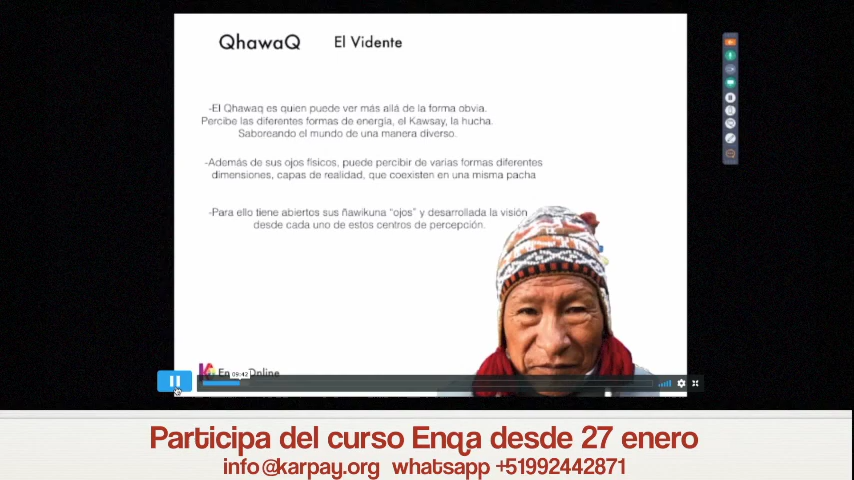 QhawaQ El Vidente
-El Qhawaq es quien puede ver más allá de la forma obvia.
Percibe las diferentes formas de energía, el Kawsay, la hucha.
Saboreando el mundo de una manera diverso.
-Además de sus ojos físicos, puede percibir de varias formas diferentes
dimensiones, capas de realidad, que coexisten en una misma pacha
-Para ello tiene abiertos sus ñawikuna "ojos" y desarrollada la visión
desde cada uno de estos centros de percepción.
09:42
Online
Participa del curso Enqa desde 27 enero
info@karpay.org whatsapp +51992442871